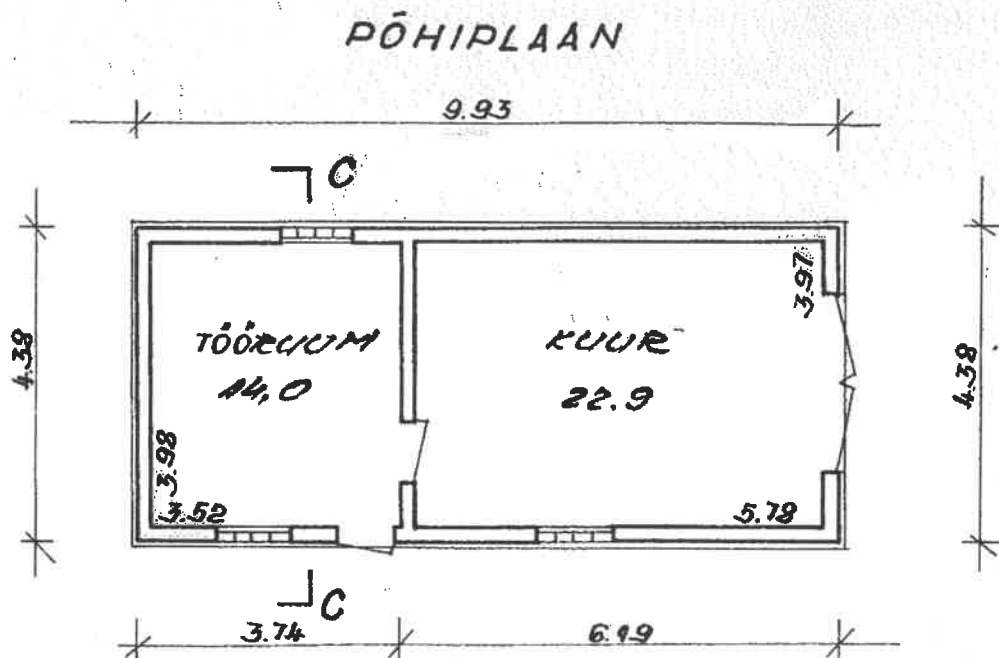 PÕHIPLAAN
9.93
C
4.38
3.97
4.38
TÖÖRUUM
14,0
KUUR
22.9
3.98
3.52
5.78
C
3.74
6.19